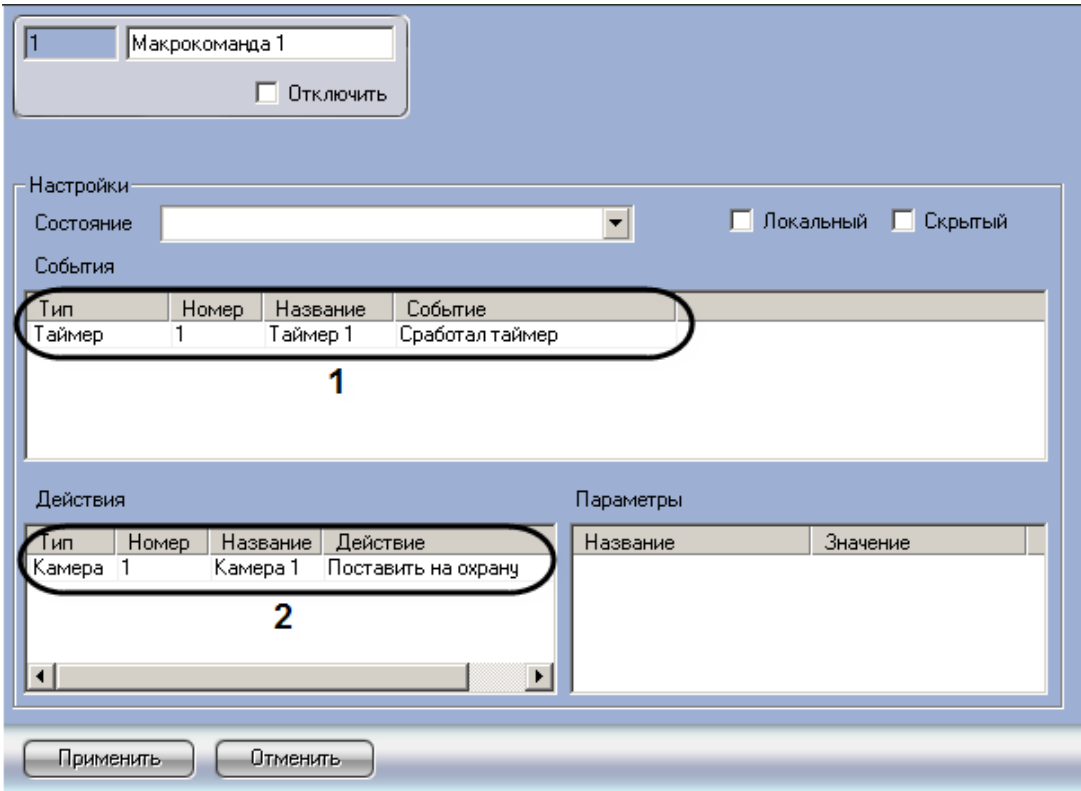 1 Макрокоманда 1
Отключить
Настройки
Состояние Локальный Скрытый
События
Тип Номер Название Событие
Таймер 1 Таймер 1 Сработал таймер
1
Действия Параметры
Тип Номер Название Действие Название Значение
Камера 1 Камера 1 Поставить на охрану
2
Применить Отменить